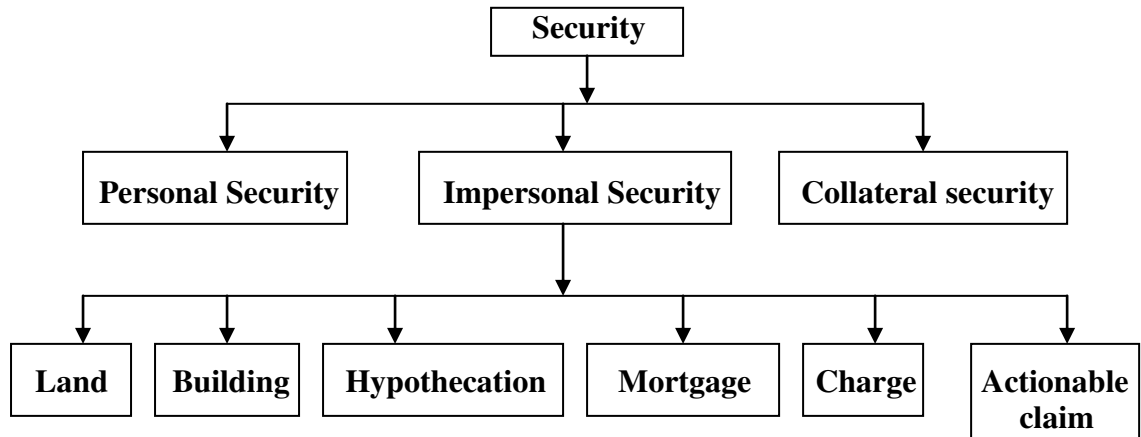 Security
Personal Security
Impersonal Security
Collateral security
Land
Building
Hypothecation
Mortgage
Charge
Actionable
claim